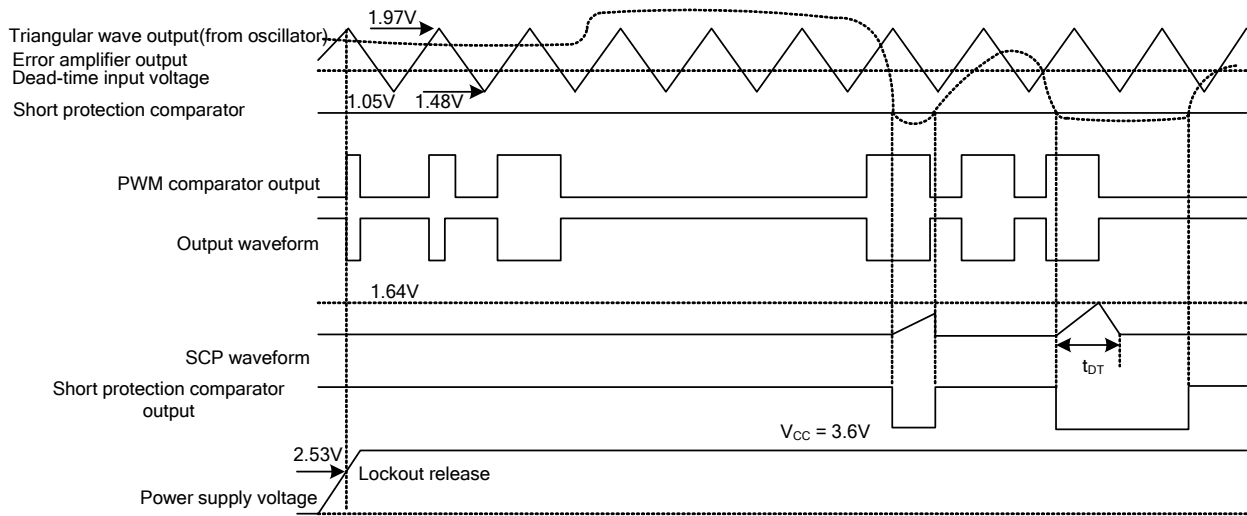 1.97V
Triangular wave output(from oscillator)
Error amplifier output
Dead-time input voltage
1.05V
1.48V
Short protection comparator
PWM comparator output
Output waveform
1.64V
SCP waveform
tDT
Short protection comparator
output
VCC = 3.6V
2.53V
Lockout release
Power supply voltage